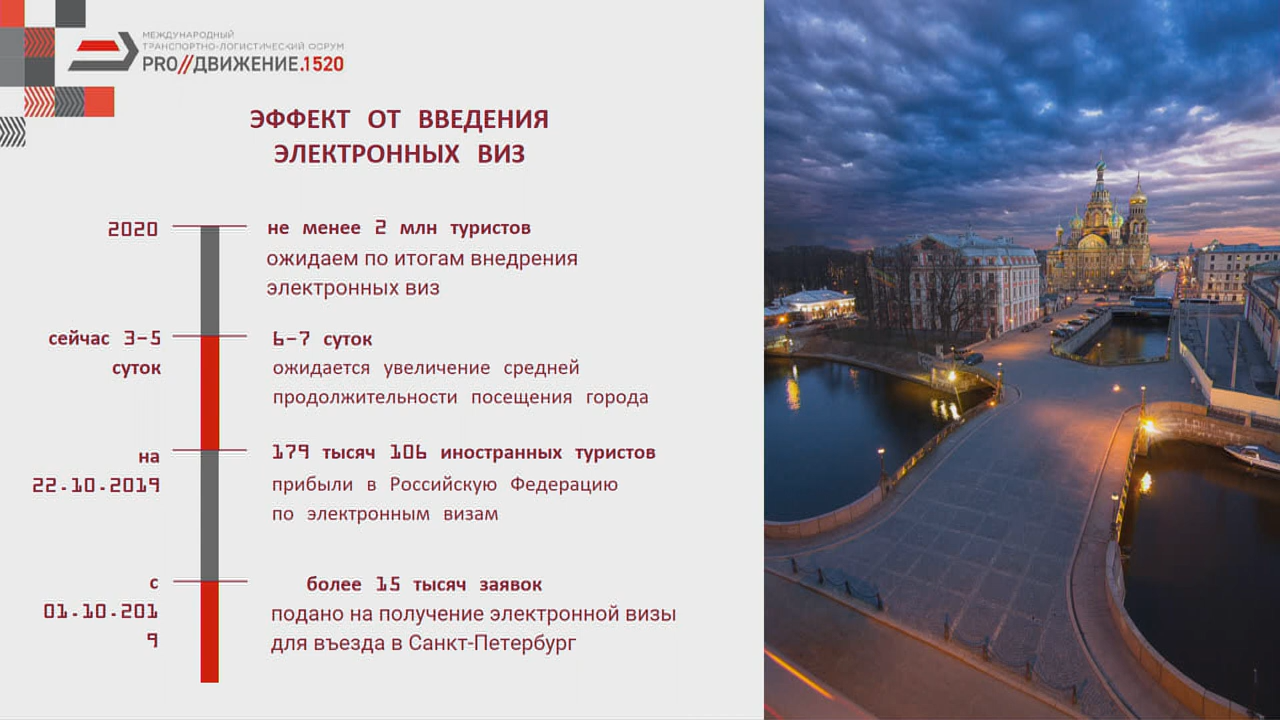 МЕЖДУНАРОДНЫЙ
ТРАНСПОРТНО-ЛОГИСТИЧЕСКИЙ ФОРУМ
PRO//ДВИЖЕНИЕ.1520
ЭФФЕКТ ОТ ВВЕДЕНИЯ
ЭЛЕКТРОННЫХ ВИЗ
2020
не менее 2 млн туристов
ожидаем по итогам внедрения
электронных виз
сейчас 3-5
суток
6-7 суток
ожидается увеличение средней
продолжительности посещения города
на
22.10.2019
179 тысяч 106 иностранных туристов
прибыли в Российскую Федерацию
по электронным визам
с
01.10.201
9
более 15 тысяч заявок
подано на получение электронной визы
для въезда в Санкт-Петербург